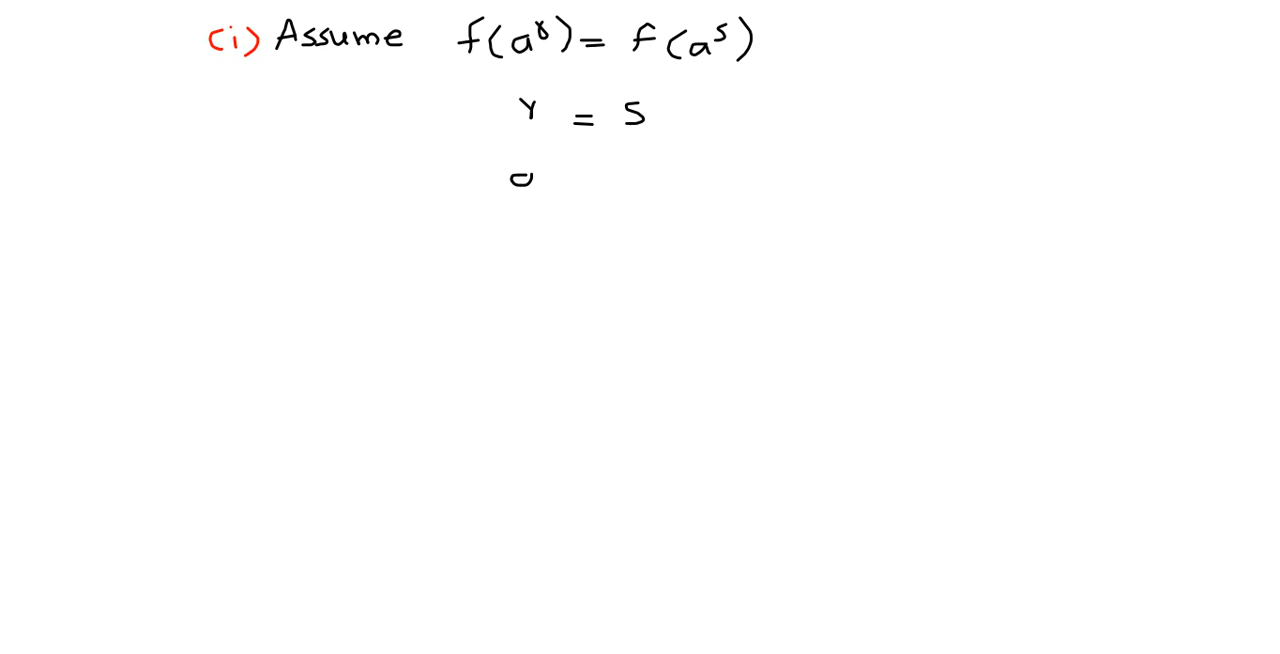 (i) Assume f(a^r) = f(a^s)
r = s